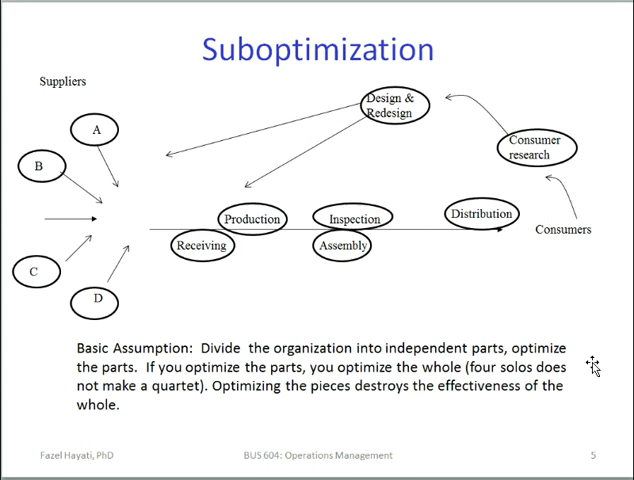 Suboptimization
Suppliers
A
B
C
D
Design &
Redesign
Consumer
research
Production
Inspection
Distribution
Receiving
Assembly
Consumers
Basic Assumption: Divide the organization into independent parts, optimize
the parts. If you optimize the parts, you optimize the whole (four solos does
not make a quartet). Optimizing the pieces destroys the effectiveness of the
whole.
Fazel Hayati, PhD
BUS 604: Operations Management
5